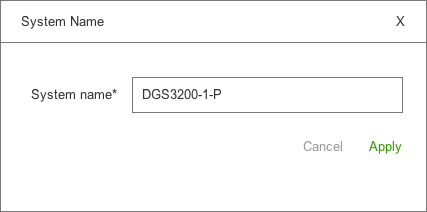 System Name X
System name* DGS3200-1-P
Cancel Apply